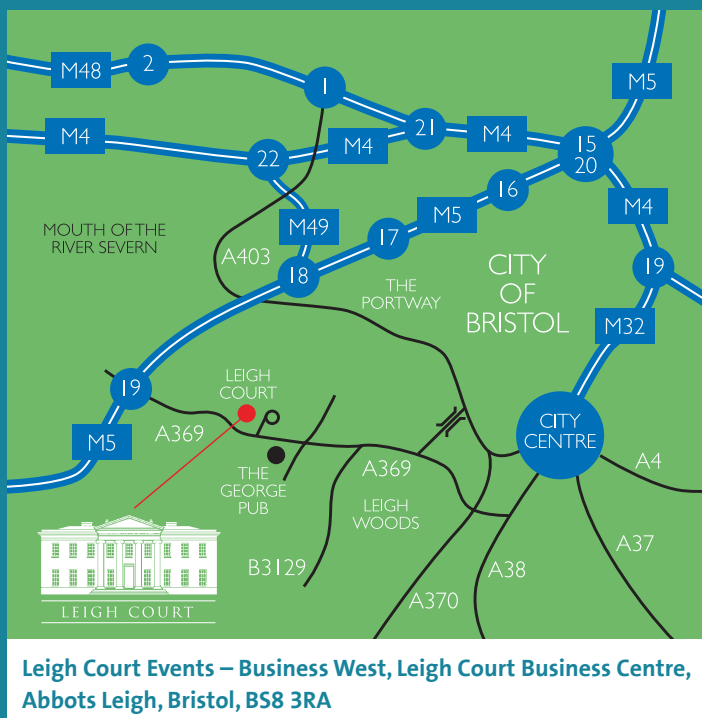 M48
2
1
M5
M4
22
M4
21
M4
15
20
MOUTH OF THE
RIVER SEVERN
M49
A403
18
17
M5
16
M4
19
THE
PORTWAY
CITY
OF
BRISTOL
M32
19
M5
A369
LEIGH
COURT
THE
GEORGE
PUB
A369
LEIGH
WOODS
CITY
CENTRE
A4
B3129
A370
A38
A37
LEIGH COURT
Leigh Court Events – Business West, Leigh Court Business Centre,
Abbots Leigh, Bristol, BS8 3RA